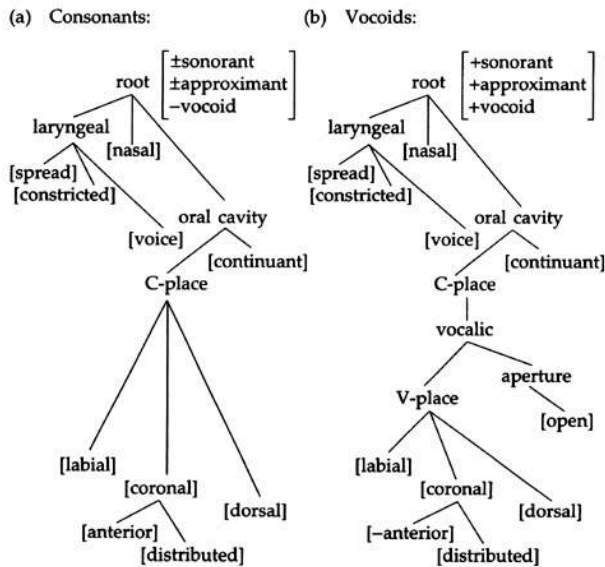 (a) Consonants:
root
±sonorant
±approximant
−vocoid
laryngeal
[nasal]
[spread]
[constricted]
oral cavity
[voice]
[continuant]
C-place
[labial]
[coronal]
[dorsal]
[anterior]
[distributed]
(b) Vocoids:
root
+sonorant
+approximant
+vocoid
laryngeal
[nasal]
[spread]
[constricted]
oral cavity
[voice]
[continuant]
C-place
vocalic
aperture
V-place
[open]
[labial]
[coronal]
[dorsal]
[−anterior]
[distributed]